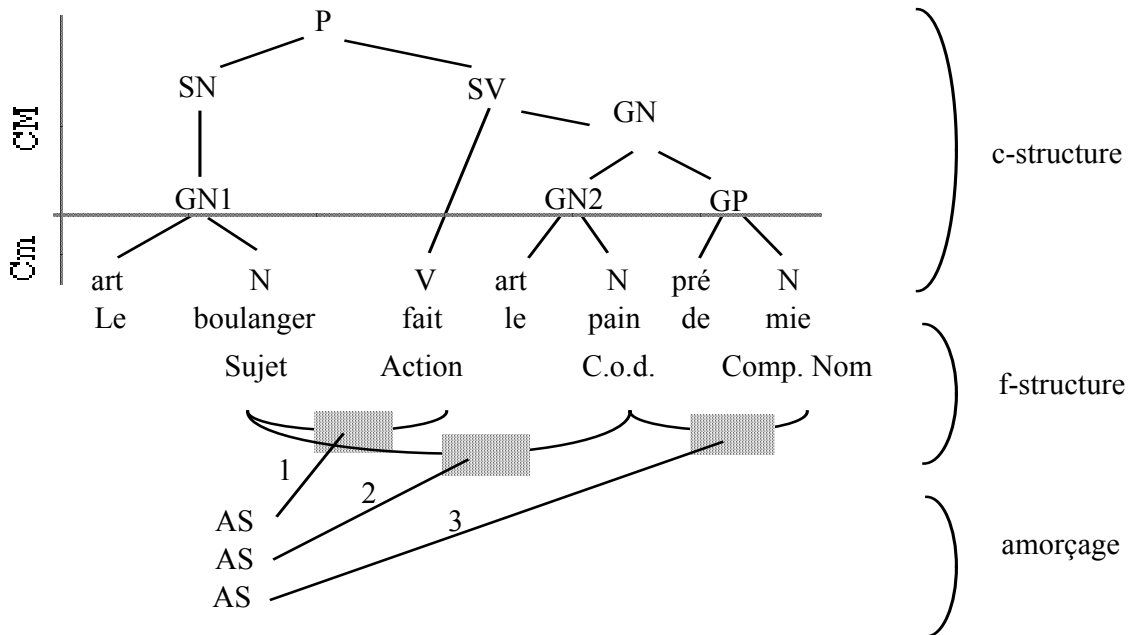 P
SN SV
GN
CM
c-structure
GN1 GN2 GP
Cm
art N V art N pré N
Le boulanger fait le pain de mie
Sujet Action C.o.d. Comp. Nom
f-structure
1
2
3
AS
AS
AS
amorçage